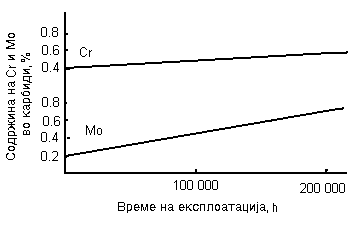 Содржина на Cr и Mo
во карбиди, %
0.8
0.6
0.4
Cr
0.8
0.6
0.4
0.2
Mo
100 000
200 000
Време на експлоатација, h